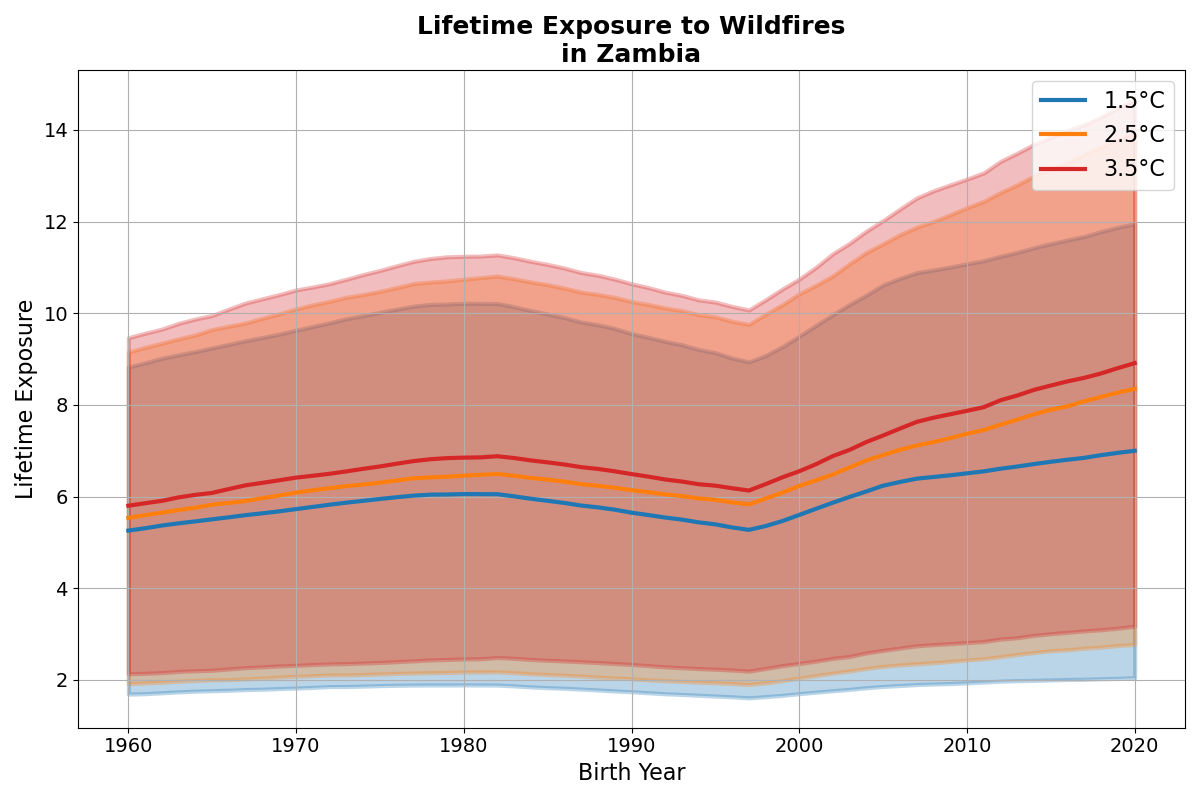 Lifetime Exposure to Wildfires
in Zambia
1.5°C
2.5°C
3.5°C
Lifetime Exposure
14
12
10
8
6
4
2
1960 1970 1980 1990 2000 2010 2020
Birth Year